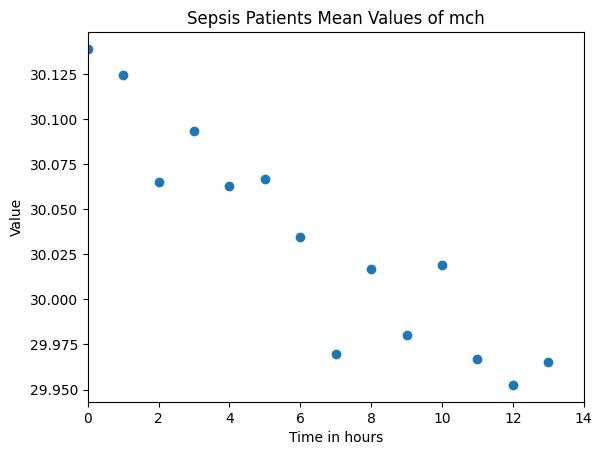 Sepsis Patients Mean Values of mch
30.125
30.100
30.075
30.050
30.025
30.000
29.975
29.950
Value
0 2 4 6 8 10 12 14
Time in hours